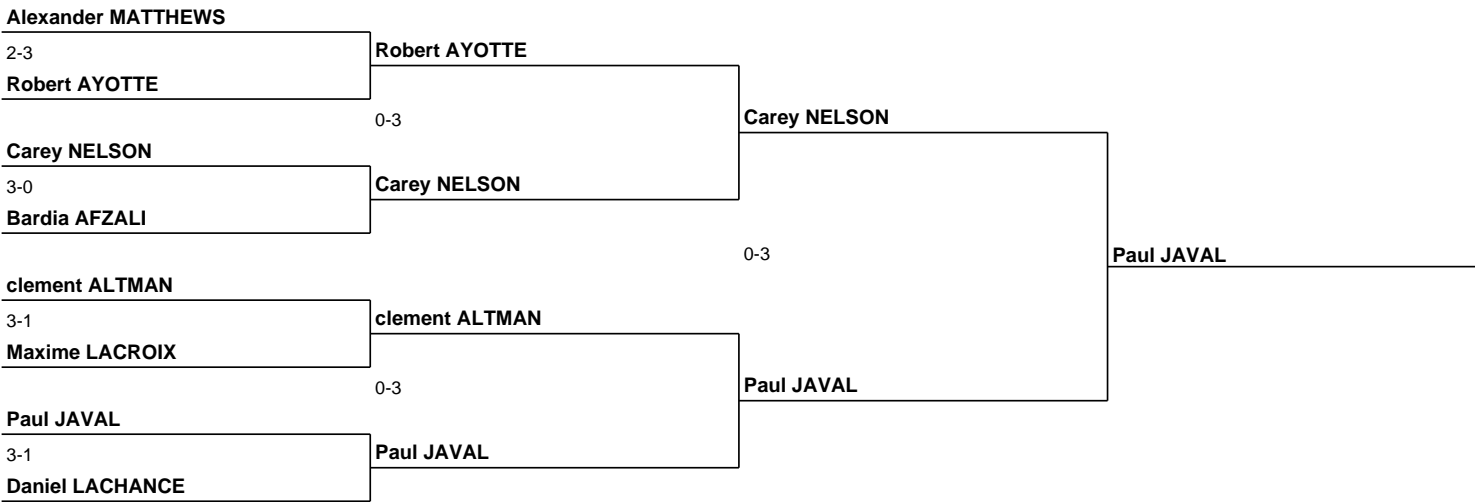 Alexander MATTHEWS
2-3
Robert AYOTTE
Robert AYOTTE
0-3
Carey NELSON
Carey NELSON
3-0
Carey NELSON
Bardia AFZALI
0-3
Paul JAVAL
clement ALTMAN
3-1
clement ALTMAN
Maxime LACROIX
0-3
Paul JAVAL
Paul JAVAL
3-1
Paul JAVAL
Daniel LACHANCE